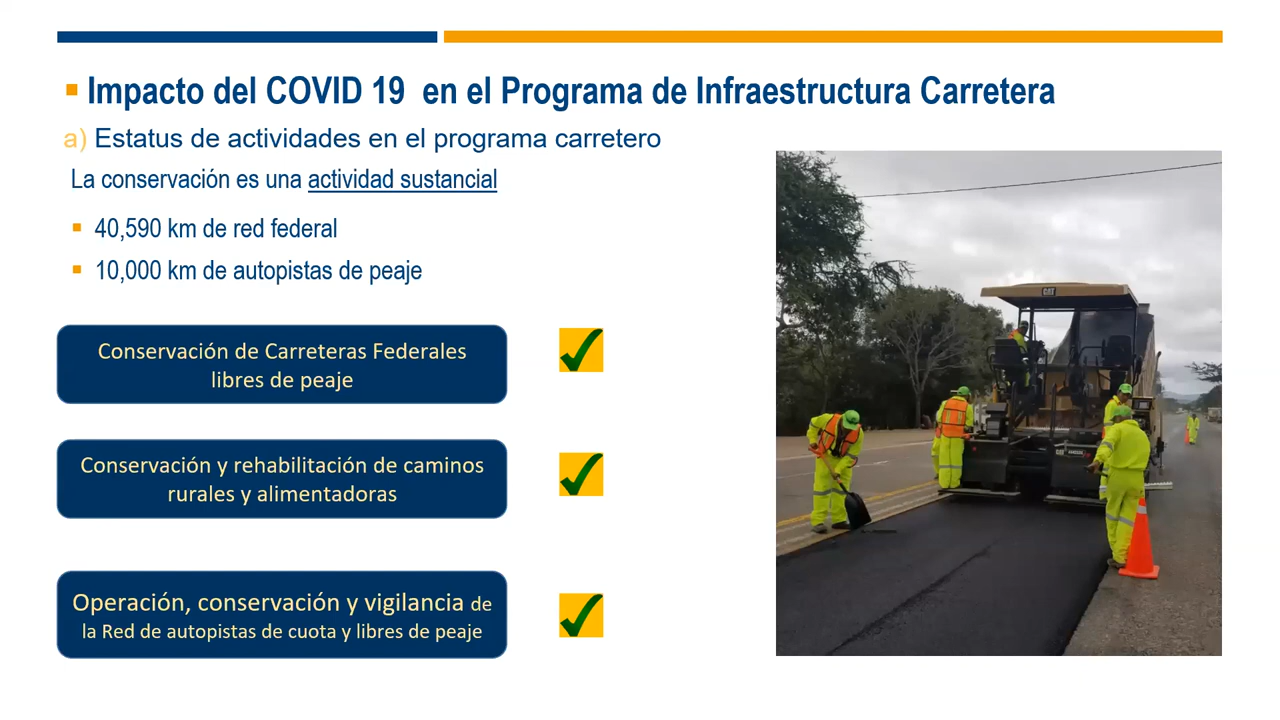 Impacto del COVID 19 en el Programa de Infraestructura Carretera
a) Estatus de actividades en el programa carretero
La conservación es una actividad sustancial
40,590 km de red federal
10,000 km de autopistas de peaje
Conservación de Carreteras Federales
libres de peaje
Conservación y rehabilitación de caminos
rurales y alimentadoras
Operación, conservación y vigilancia de
la Red de autopistas de cuota y libres de peaje
CAT